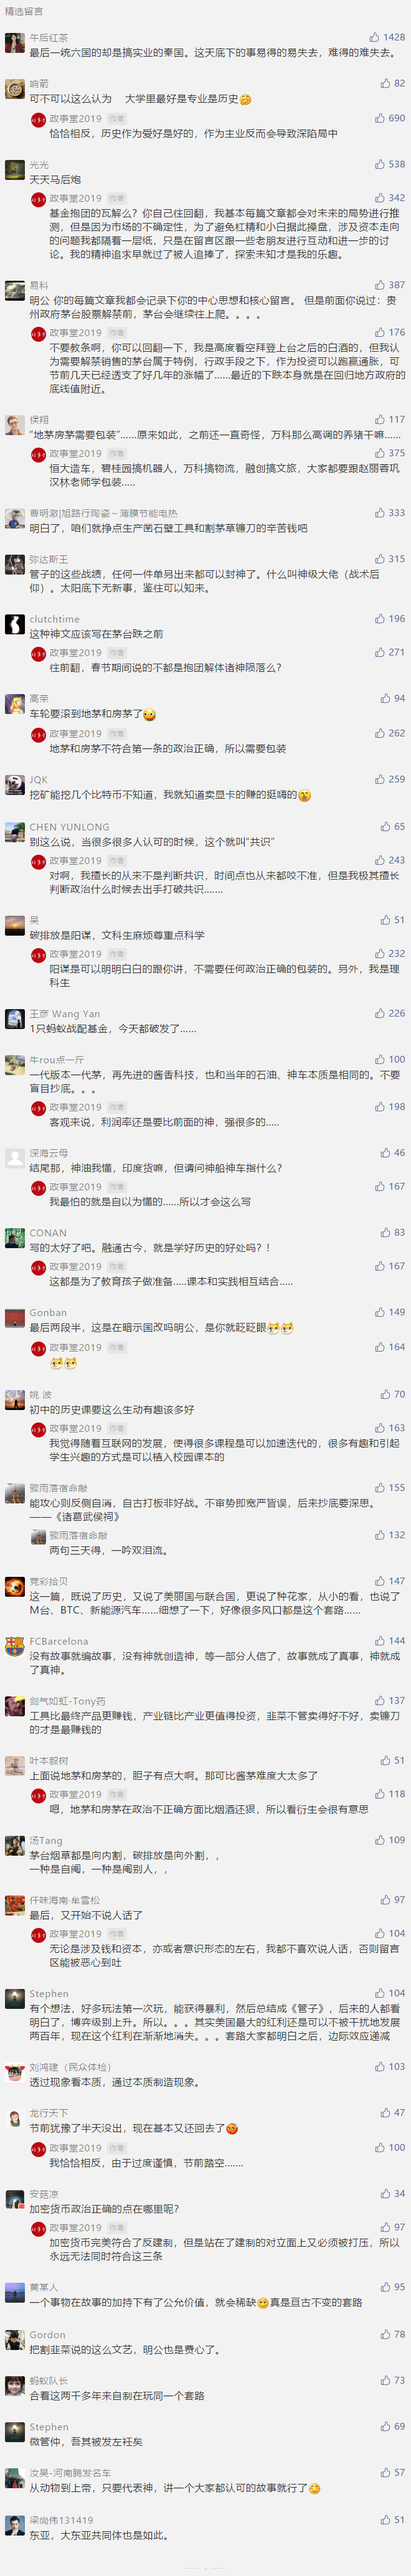 精选留言
午后红茶
1428
最后一统六国的却是搞实业的秦国。这天底下的事易得的易失去，难得的难失去。
响箭
82
可不可以这么认为 大学里最好是专业是历史
政事堂2019 作者
690
恰恰相反，历史作为爱好是好的，作为主业反而会导致深陷局中
光光
538
天天马后炮
政事堂2019 作者
342
基金抱团的瓦解么？你自己往回翻，我基本每篇文章都会对未来的局势进行推
测，但是因为市场的不确定性，为了避免杠精和小白据此操盘，涉及资本走向
的问题我都隔着一层纸，只是在留言区跟一些老朋友进行互动和进一步的讨
论。我的精神追求早就过了被人追捧了，探索未知才是我的乐趣。
易科
387
明公 你的每篇文章我都会记录下你的中心思想和核心留言。 但是前面你说过：贵
州政府茅台股票解禁前，茅台会继续往上爬。。。。
政事堂2019 作者
176
不要教条啊，你可以回翻一下，我是高度看空拜登上台之后的白酒的，但我认
为需要解禁销售的茅台属于特例，行政手段之下，作为投资可以跑赢通胀，可
节前几天已经透支了好几年的涨幅了……最近的下跌本身就是在回归地方政府的
底线值附近。
侯翔
117
“地茅房茅需要包装”……原来如此，之前还一直奇怪，万科那么高调的养猪干嘛……
政事堂2019 作者
375
恒大造车，碧桂园搞机器人，万科搞物流，融创搞文旅，大家都要跟赵丽蓉巩
汉林老师学包装.....
曹明澈|旭路行陶瓷～薄膜节能电热
333
明白了，咱们就挣点生产凿石壁工具和割茅草镰刀的辛苦钱吧
弥达斯王
315
管子的这些战绩，任何一件单另出来都可以封神了。什么叫神级大佬（战术后
仰）。太阳底下无新事，鉴往可以知来。
clutchtime
196
这种神文应该写在茅台跌之前
政事堂2019 作者
271
往前翻，春节期间说的不都是抱团解体诸神陨落么？
高荣
94
车轮要滚到地茅和房茅了
政事堂2019 作者
262
地茅和房茅不符合第一条的政治正确，所以需要包装
JQK
259
挖矿能挖几个比特币不知道，我就知道卖显卡的赚的挺嗨的
CHEN YUNLONG
65
别这么说，当很多很多人认可的时候，这个就叫“共识”
政事堂2019 作者
243
对啊，我擅长的从来不是判断共识，时间点也从来都咬不准，但是我极其擅长
判断政治什么时候去出手打破共识.......
吴
51
碳排放是阳谋，文科生麻烦尊重点科学
政事堂2019 作者
232
阳谋是可以明明白白的跟你讲，不需要任何政治正确的包装的。另外，我是理
科生
王彦 Wang Yan
226
1只蚂蚁战配基金，今天都破发了……
牛rou点一斤
100
一代版本一代茅，再先进的酱香科技，也和当年的石油、神车本质是相同的。不要
盲目抄底。。。
政事堂2019 作者
198
客观来说，利润率还是要比前面的神，强很多的.....
深海云母
46
结尾那，神油我懂，印度货嘛，但请问神船神车指什么？
政事堂2019 作者
167
我最怕的就是自以为懂的……所以才会这么写
CONAN
83
写的太好了吧。融通古今，就是学好历史的好处吗？！
政事堂2019 作者
167
这都是为了教育孩子做准备.....课本和实践相互结合.....
Gonban
149
最后两段半，这是在暗示国改吗明公，是你就眨眨眼
政事堂2019 作者
164
姚 波
70
初中的历史课要这么生动有趣该多好
政事堂2019 作者
163
我觉得随着互联网的发展，使得很多课程是可以加速迭代的，很多有趣和引起
学生兴趣的方式是可以植入校园课本的
骤雨落宿命敲
155
能攻心则反侧自消，自古打板非好战。不审势即宽严皆误，后来抄底要深思。
——《诸葛武侯祠》
骤雨落宿命敲
132
两句三天得，一吟双泪流。
竞彩拾贝
147
这一篇，既说了历史，又说了美丽国与联合国，更说了种花家，从小的看，也说了
M台、BTC、新能源汽车……细想了一下，好像很多风口都是这个套路……
FCBarcelona
144
没有故事就编故事，没有神就创造神，等一部分人信了，故事就成了真事，神就成
了真神。
剑气如虹-Tony药
137
工具比最终产品更赚钱，产业链比产业更值得投资，韭菜不管卖得好不好，卖镰刀
的才是最赚钱的
叶本毅树
51
上面说地茅和房茅的，胆子有点大啊。那可比酱茅难度大太多了
政事堂2019 作者
118
嗯，地茅和房茅在政治不正确方面比烟酒还狠，所以看衍生会很有意思
汤Tang
109
茅台烟草都是向内割，碳排放是向外割，，
一种是自阉，一种是阉别人，，
仟味海南·牟雪松
97
最后，又开始不说人话了
政事堂2019 作者
104
无论是涉及钱和资本，亦或者意识形态的左右，我都不喜欢说人话，否则留言
区能被恶心到吐
Stephen
104
有个想法，好多玩法第一次玩，能获得暴利，然后总结成《管子》，后来的人都看
明白了，博弈级别上升。所以。。。其实美国最大的红利还是可以不被干扰地发展
两百年，现在这个红利在渐渐地消失。。。套路大家都明白之后，边际效应递减
刘鸿建（民众体检）
103
透过现象看本质，通过本质制造现象。
龙行天下
47
节前犹豫了半天没出，现在基本又还回去了
政事堂2019 作者
100
我恰恰相反，由于过度谨慎，节前踏空.......
安菇凉
34
加密货币政治正确的点在哪里呢？
政事堂2019 作者
97
加密货币完美符合了反建制，但是站在了建制的对立面上又必须被打压，所以
永远无法同时符合这三条
黄某人
95
一个事物在故事的加持下有了公允价值，就会稀缺真是亘古不变的套路
Gordon
78
把割韭菜说的这么文艺，明公也是费心了。
蚂蚁队长
73
合着这两千多年来自制在玩同一个套路
Stephen
69
微管仲，吾其被发左衽矣
汝昊-河南腾发名车
57
从动物到上帝，只要代表神，讲一个大家都认可的故事就行了
梁尚伟131419
51
东亚，大东亚共同体也是如此。